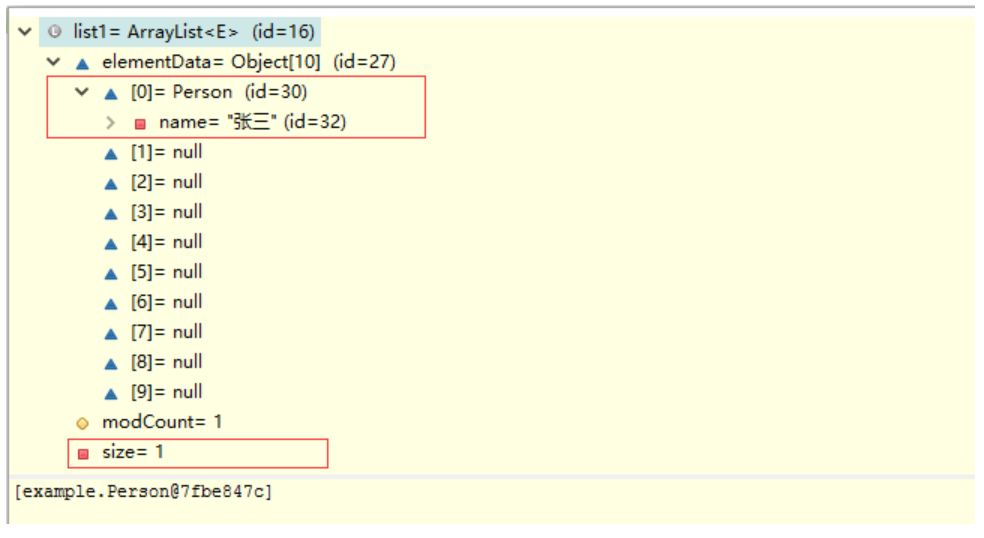 list1= ArrayList<E> (id=16)
elementData= Object[10] (id=27)
[0]= Person (id=30)
name= "张三" (id=32)
[1]= null
[2]= null
[3]= null
[4]= null
[5]= null
[6]= null
[7]= null
[8]= null
[9]= null
modCount= 1
size= 1
[example.Person@7fbe847c]